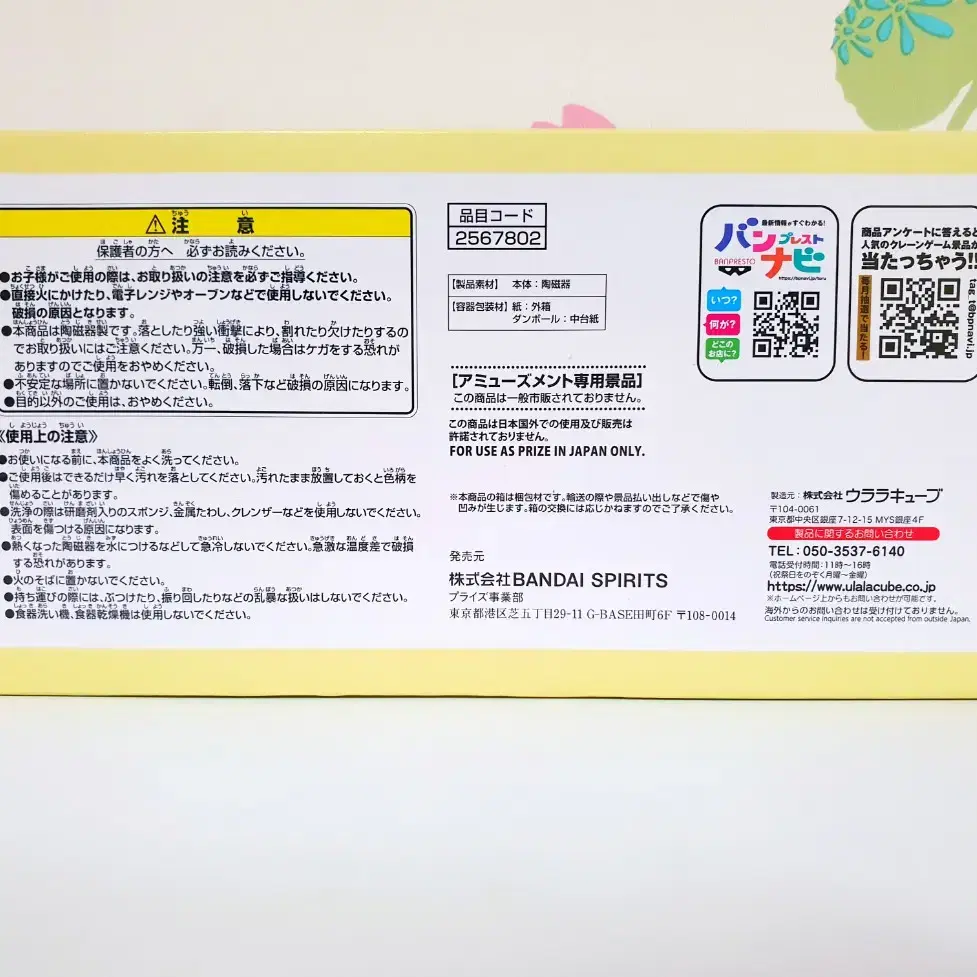 ⚠注意
保護者の方へ 必ずお読みください。
●お子様がご使用の際は、お取り扱いの注意を必ずご指導ください。
●直接火にかけたり、電子レンジやオーブンなどで使用しないでください。
破損の原因となります。
●本商品は陶磁器製です。落としたり強い衝撃により、割れたり欠けたりするの
でお取り扱いにはご注意ください。万一、破損した場合はケガをする恐れが
ありますのでご使用をおやめください。
●不安定な場所に置かないでください。転倒、落下など破損の原因になります。
●目的以外のご使用は、おやめください。
《使用上の注意》
●お使いになる前に、本商品をよく洗ってください。
●ご使用後はできるだけ早く汚れを落としてください。汚れたまま放置しておくと色柄を
傷めることがあります。
●洗浄の際は研磨剤入りのスポンジ、金属たわし、クレンザーなどを使用しないでください。
表面を傷つける原因になります。
●熱くなった陶磁器を水につけるなどして急冷しないでください。急激な温度差で破損
する恐れがあります。
●火のそばに置かないでください。
●持ち運びの際には、ぶつけたり、振り回したりなどの乱暴な扱いはしないでください。
●食器洗い機、食器乾燥機は使用しないでください。
品目コード
2567802
【製品素材】 本体:陶磁器
【容器包装材】紙:外箱
ダンボール:中台紙
【アミューズメント専用景品】
この商品は一般市販されておりません。
この商品は日本国外での使用及び販売は
許諾されておりません。
FOR USE AS PRIZE IN JAPAN ONLY.
※本商品の箱は梱包材です。輸送の際や景品払い出しなどで傷や
凹みが生じます。箱の交換には応じかねますのでご了承ください。
発売元
株式会社BANDAI SPIRITS
プライズ事業部
東京都港区芝五丁目29-11 G-BASE田町6F 〒108-0014
最新情報がすぐわかる!
バンプレストナビ
BANPRESTO
いつ?
何が?
どこの
お店に?
商品アンケートに答えると
人気のクレーンゲーム景品が
当たっちゃう!!
毎月抽選で当たる!
製造元:株式会社ウララキューブ
〒104-0061
東京都中央区銀座7-12-15 MYS銀座4F
製品に関するお問い合わせ
TEL:050-3537-6140
電話受付時間:11時~16時
(祝祭日をのぞく月曜~金曜)
https://www.ulalacube.co.jp
※ホームページ上からもお問い合わせが可能です。
海外からのお問い合わせは受け付けておりません。
Customer service inquiries are not accepted from outside Japan.